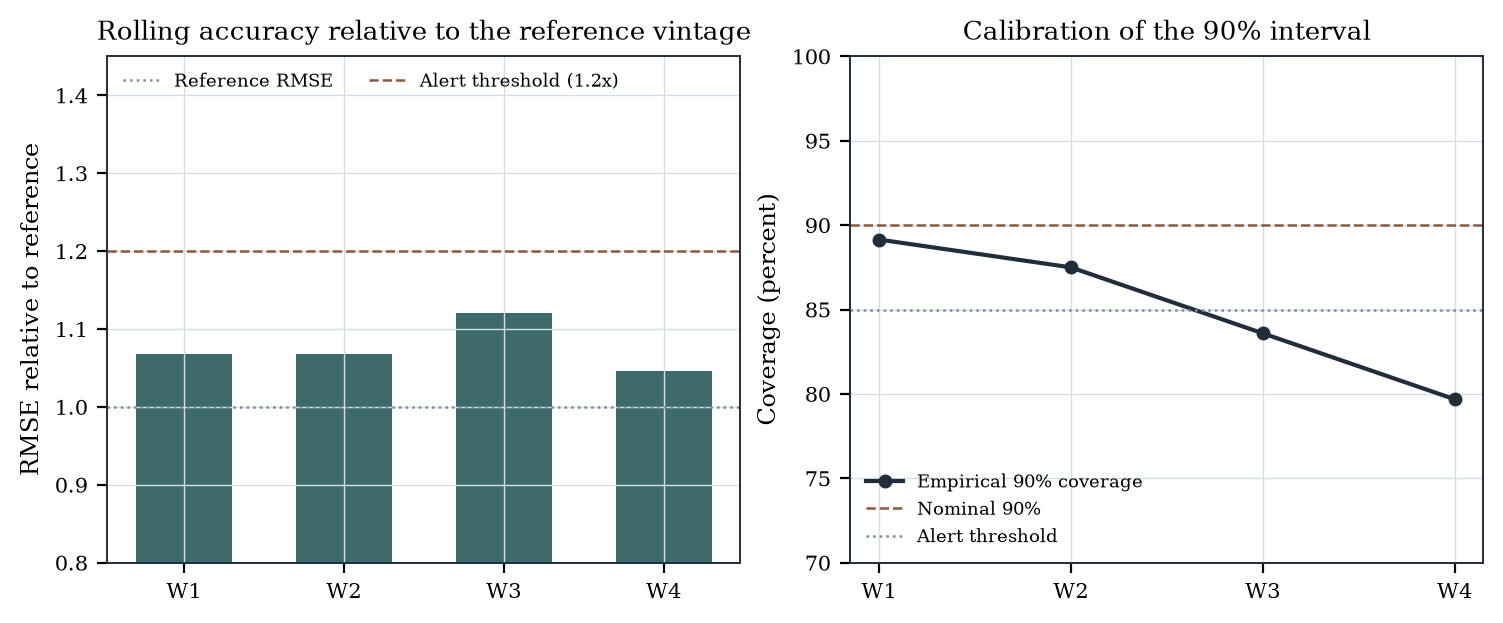 Rolling accuracy relative to the reference vintage
Reference RMSE
Alert threshold (1.2x)
RMSE relative to reference
1.4
1.3
1.2
1.1
1.0
0.9
0.8
W1
W2
W3
W4
Calibration of the 90% interval
Coverage (percent)
100
95
90
85
80
75
70
Empirical 90% coverage
Nominal 90%
Alert threshold
W1
W2
W3
W4